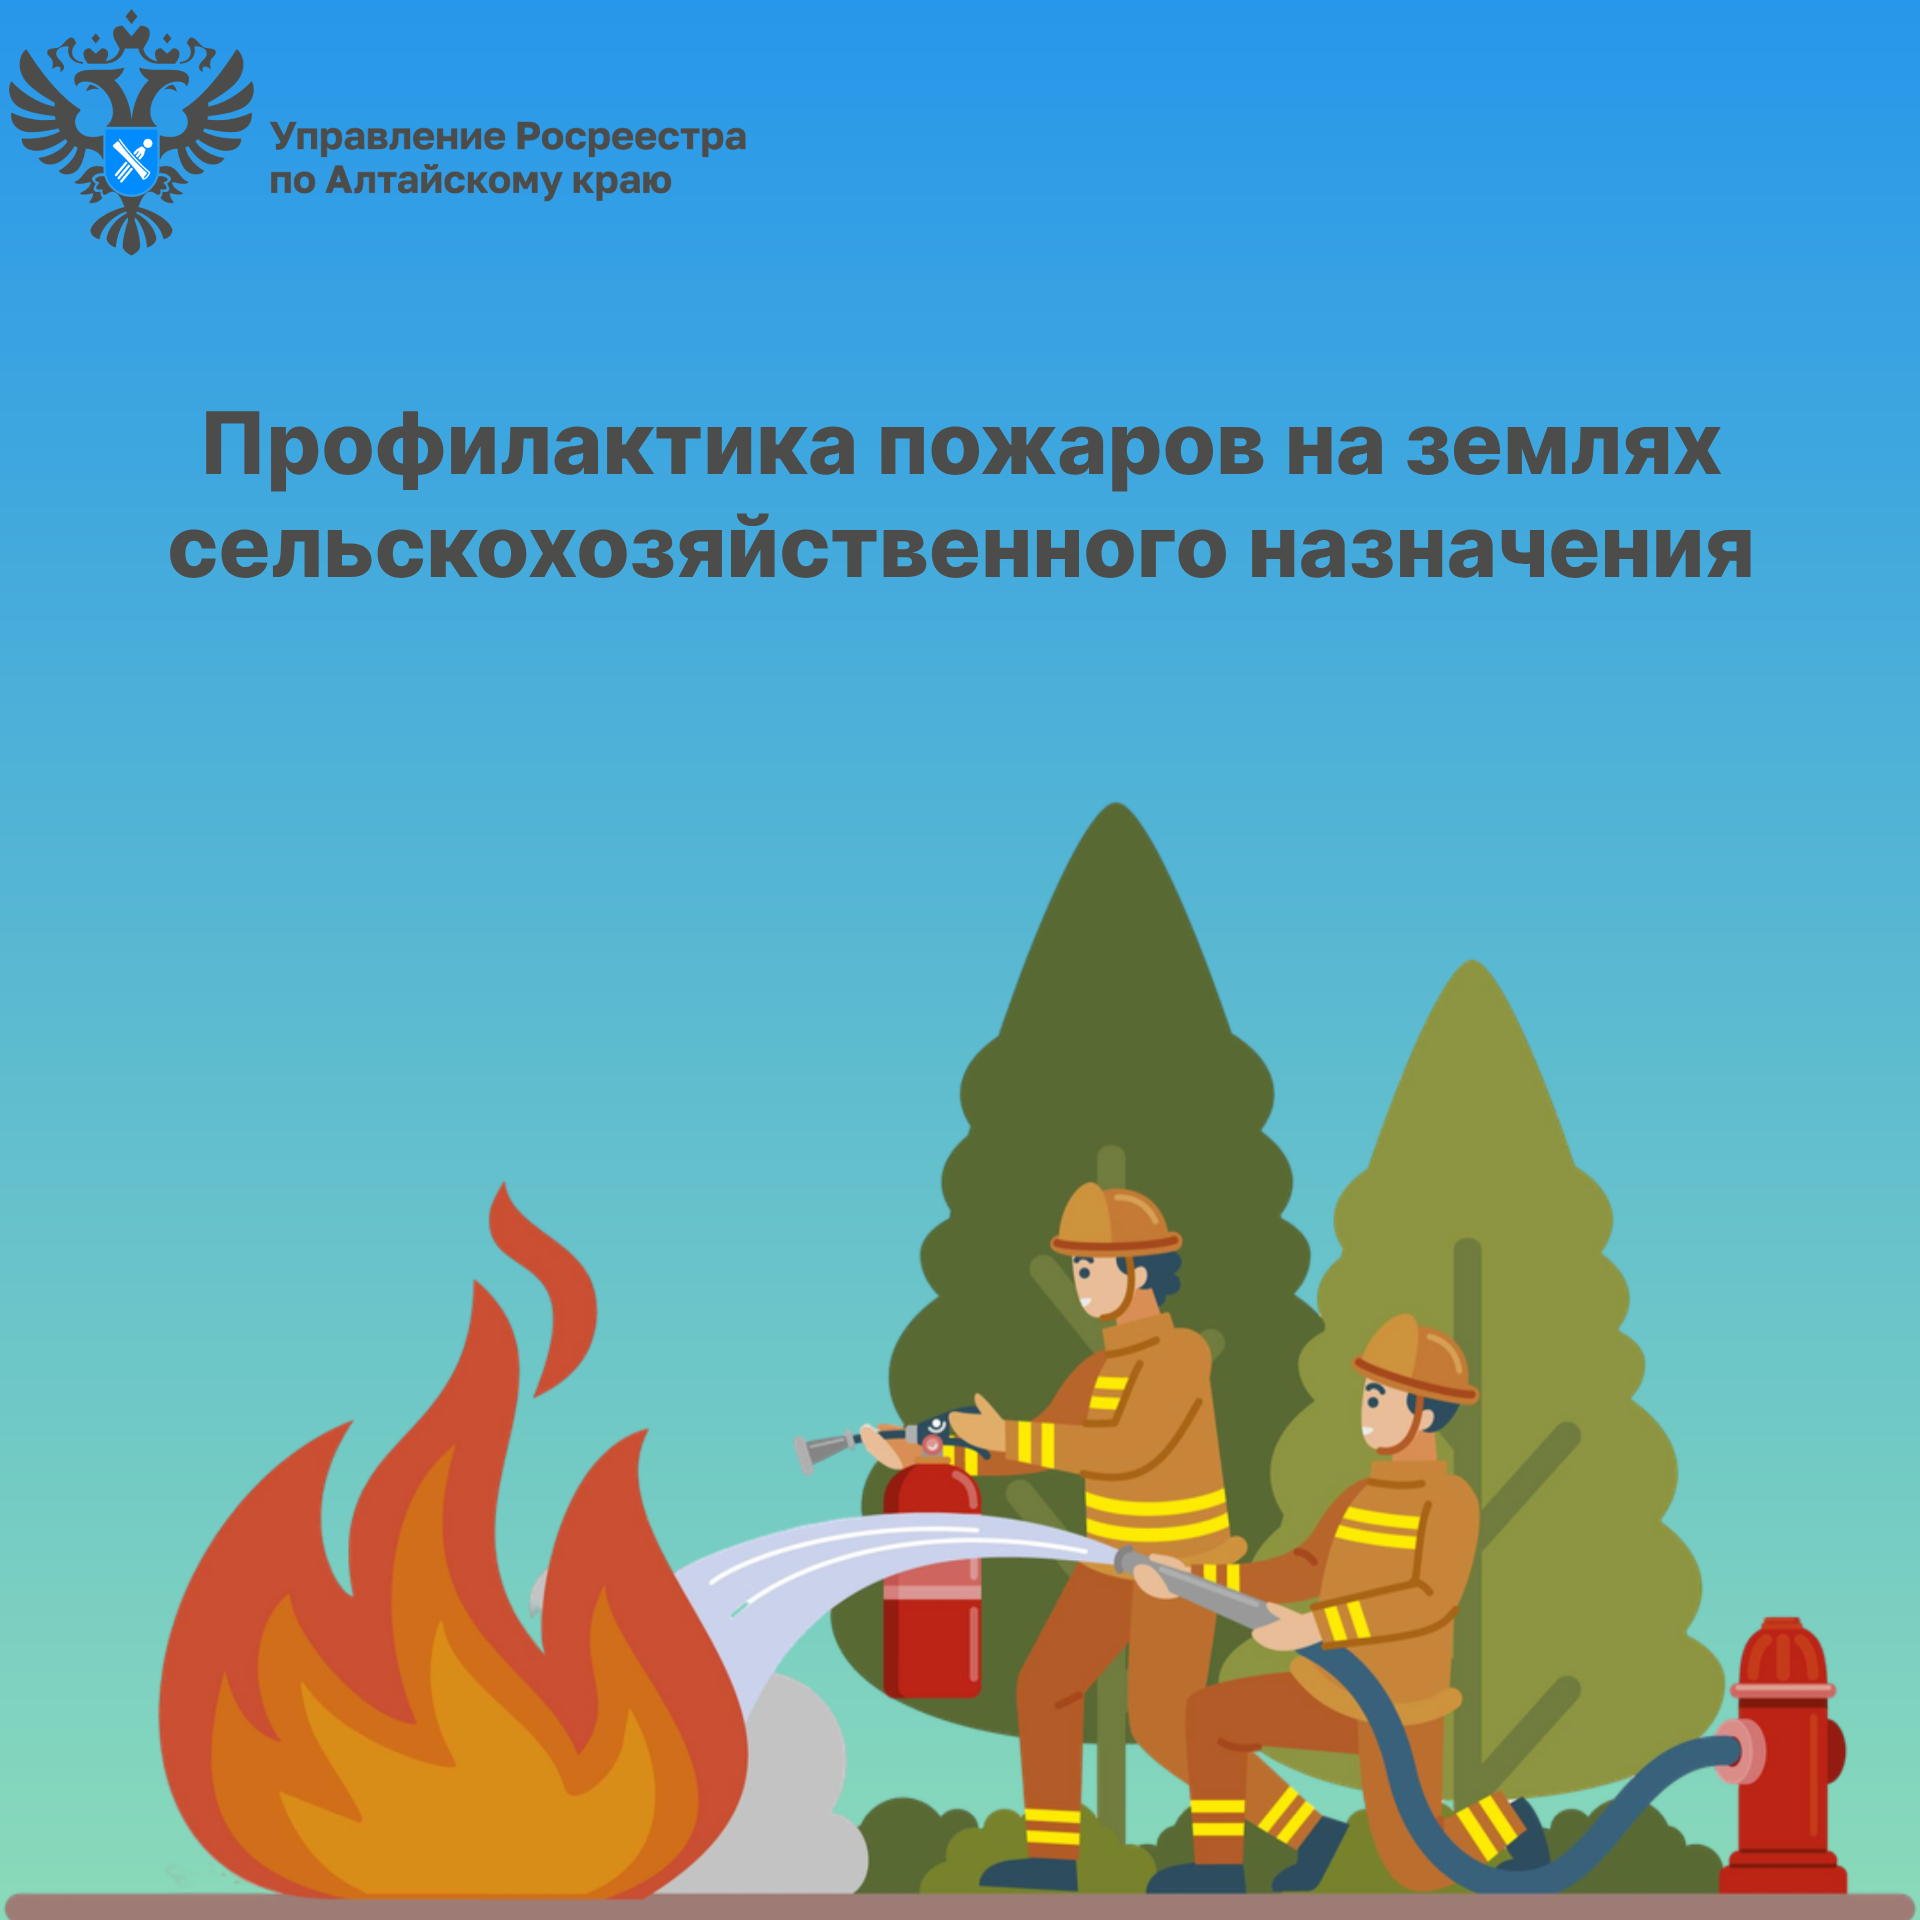 Управление Росреестра
по Алтайскому краю
Профилактика пожаров на землях
сельскохозяйственного назначения